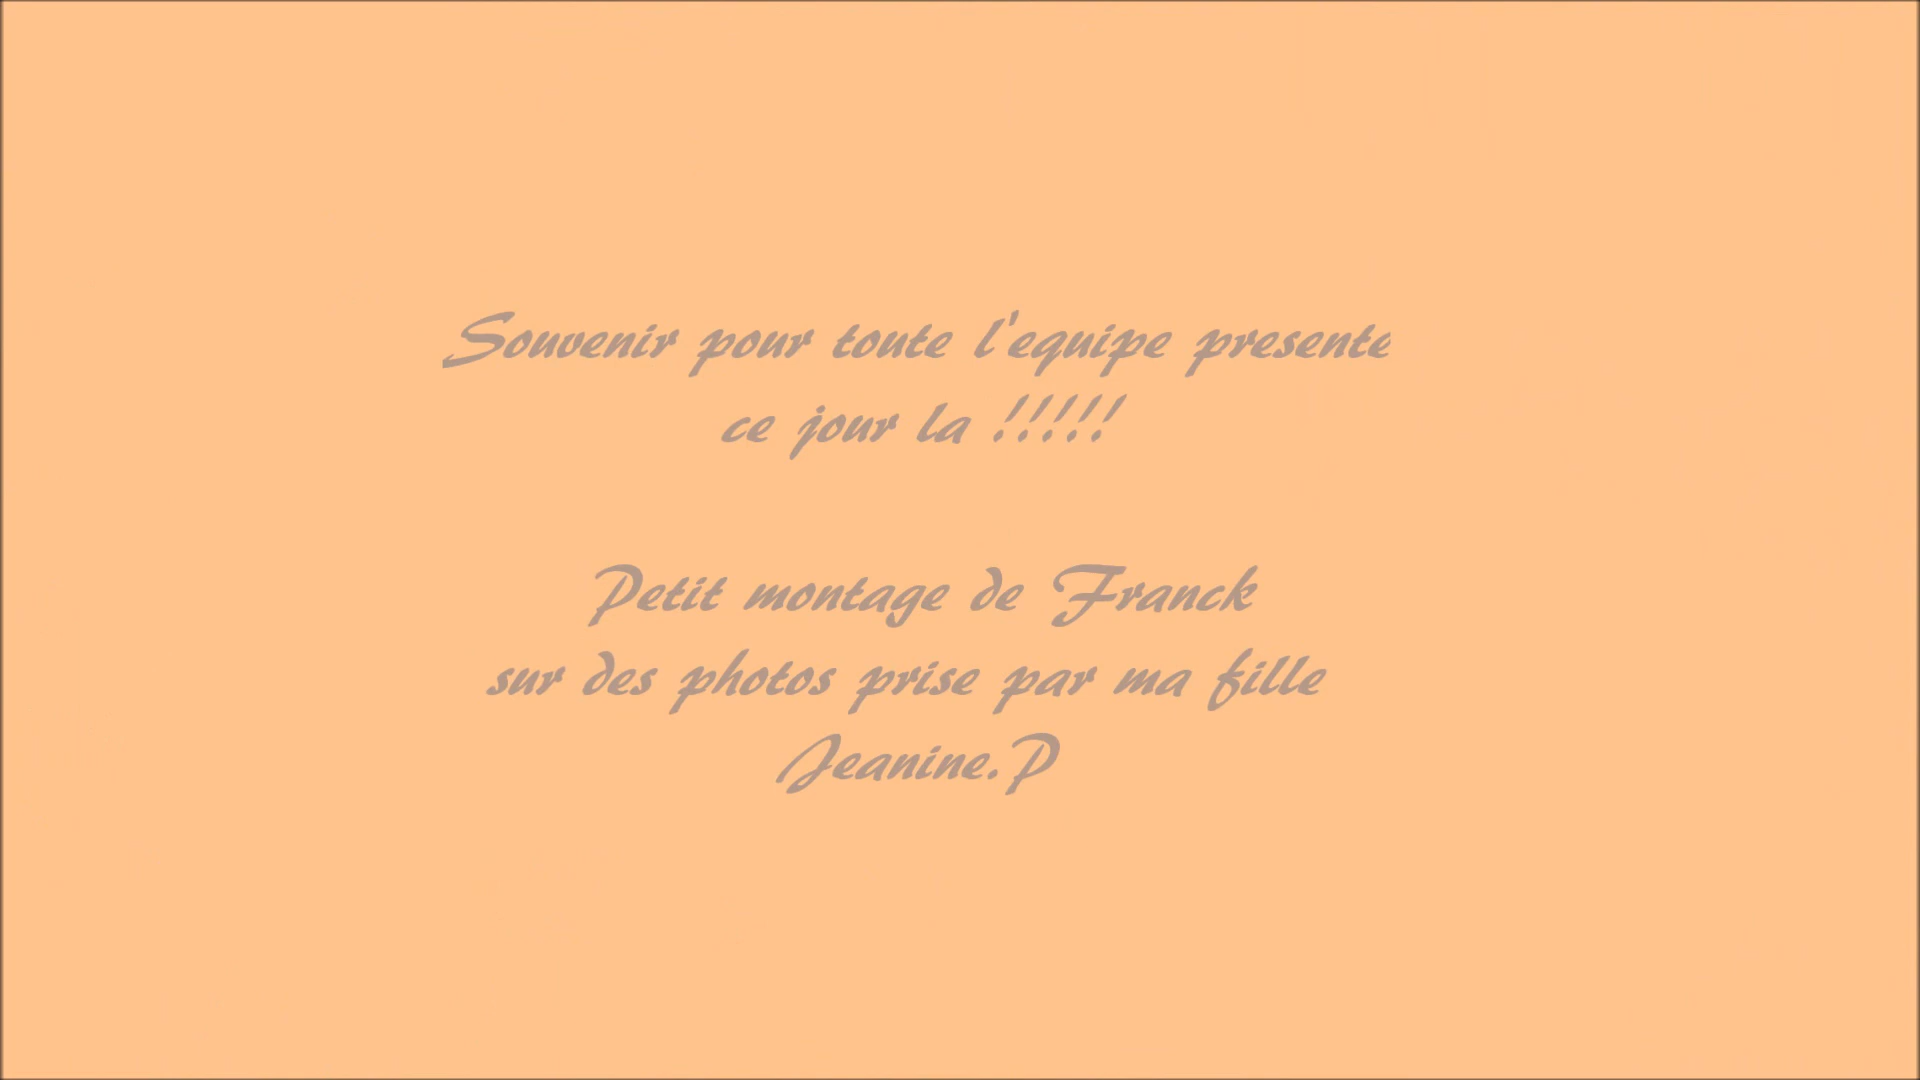 Souvenir pour toute l'equipe presente
ce jour la !!!!!
Petit montage de Franck
sur des photos prise par ma fille
Jeanine.P